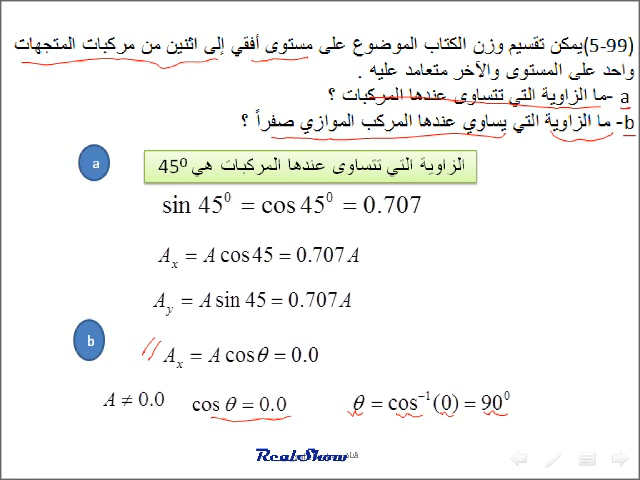 (5-99)يمكن تقسيم وزن الكتاب الموضوع على مستوى أفقي إلى اثنين من مركبات المتجهات
واحد على المستوى والآخر متعامد عليه .
a -ما الزاوية التي تتساوى عندها المركبات ؟
b- ما الزاوية التي يساوي عندها المركب الموازي صفراً ؟
a
الزاوية التي تتساوى عندها المركبات هي 45⁰
sin 45⁰ = cos 45⁰ = 0.707
Aₓ = A cos 45 = 0.707 A
A_y = A sin 45 = 0.707 A
b
Aₓ = A cos θ = 0.0
A ≠ 0.0 cos θ = 0.0 θ = cos⁻¹ (0) = 90⁰
RealShow